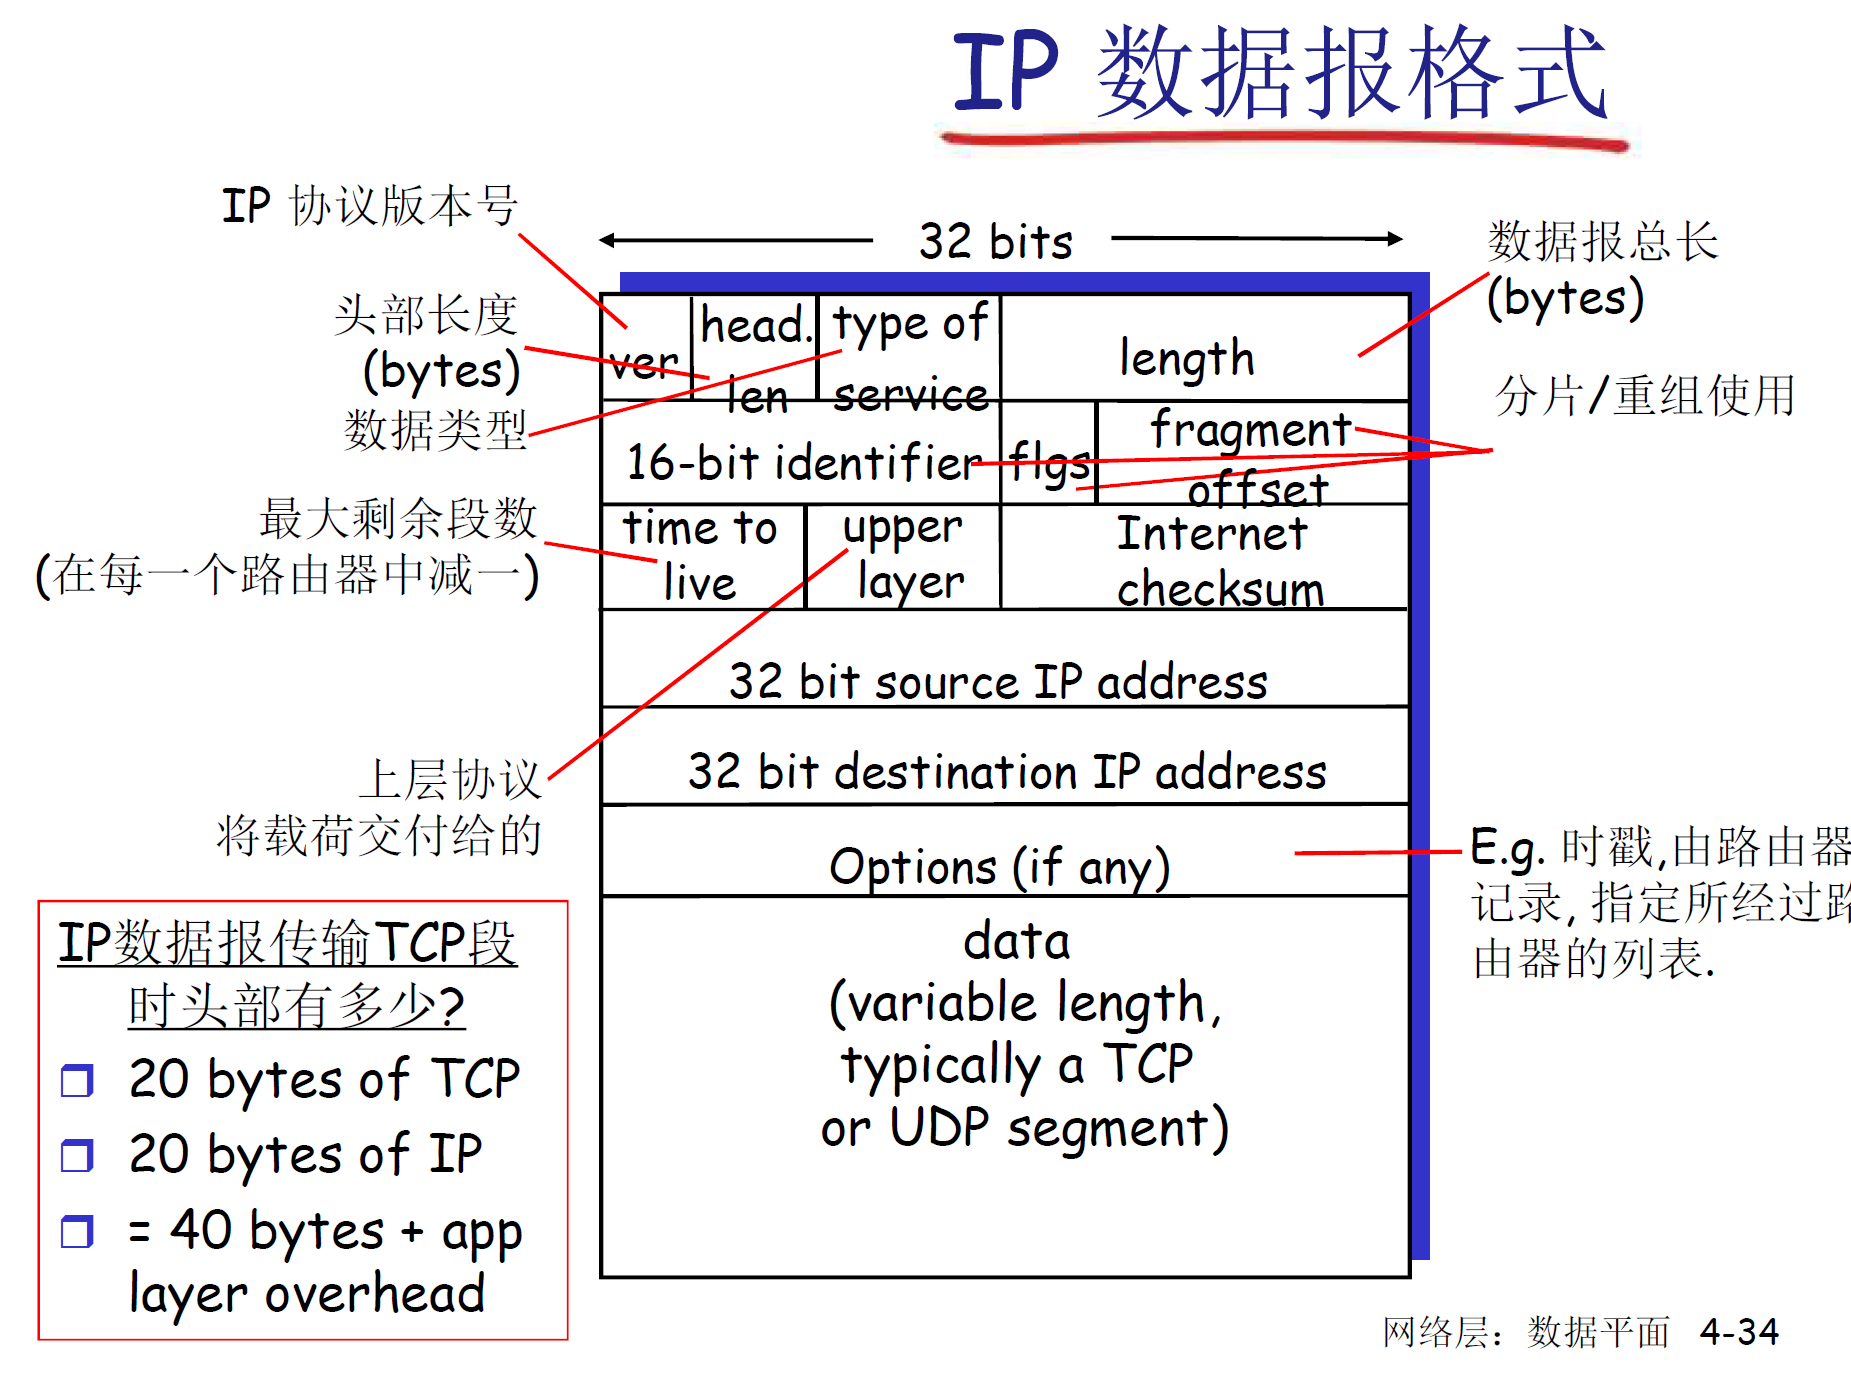 IP 数据报格式
IP 协议版本号
32 bits
数据报总长
(bytes)
头部长度
(bytes)
数据类型
ver
head.
len
type of
service
length
分片/重组使用
16-bit identifier
flgs
fragment
offset
最大剩余段数
(在每一个路由器中减一)
time to
live
upper
layer
Internet
checksum
32 bit source IP address
上层协议
将载荷交付给的
32 bit destination IP address
Options (if any)
E.g. 时戳,由路由器
记录, 指定所经过路
由器的列表.
data
(variable length,
typically a TCP
or UDP segment)
IP数据报传输TCP段
时头部有多少?
20 bytes of TCP
20 bytes of IP
= 40 bytes + app
layer overhead
网络层：数据平面 4-34